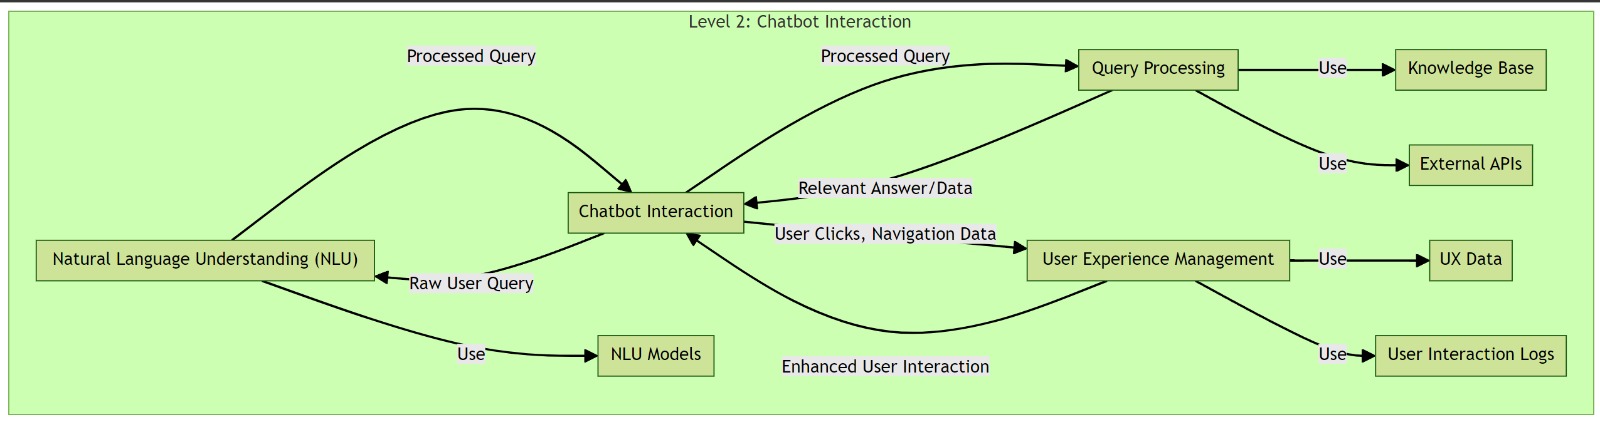 Level 2: Chatbot Interaction
Processed Query
Processed Query
Query Processing
Use
Knowledge Base
Use
External APIs
Relevant Answer/Data
Chatbot Interaction
User Clicks, Navigation Data
Natural Language Understanding (NLU)
Raw User Query
User Experience Management
Use
UX Data
Use
NLU Models
Enhanced User Interaction
Use
User Interaction Logs